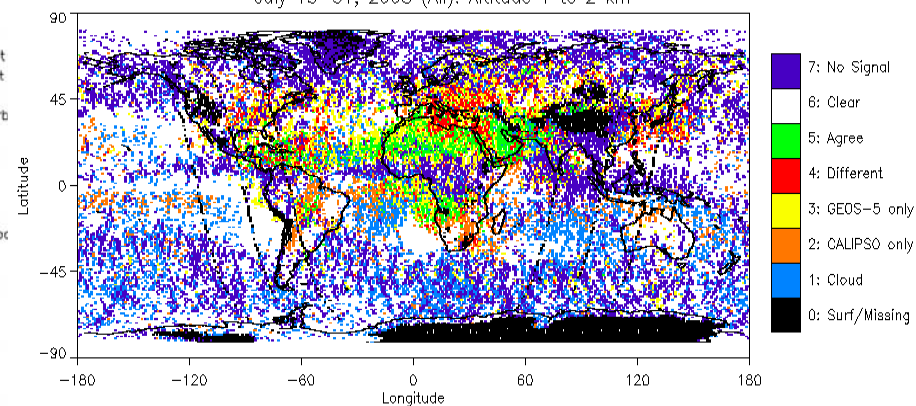 90
45
0
−45
−90
Latitude
−180 −120 −60 0 60 120 180
Longitude
7: No Signal
6: Clear
5: Agree
4: Different
3: GEOS-5 only
2: CALIPSO only
1: Cloud
0: Surf/Missing